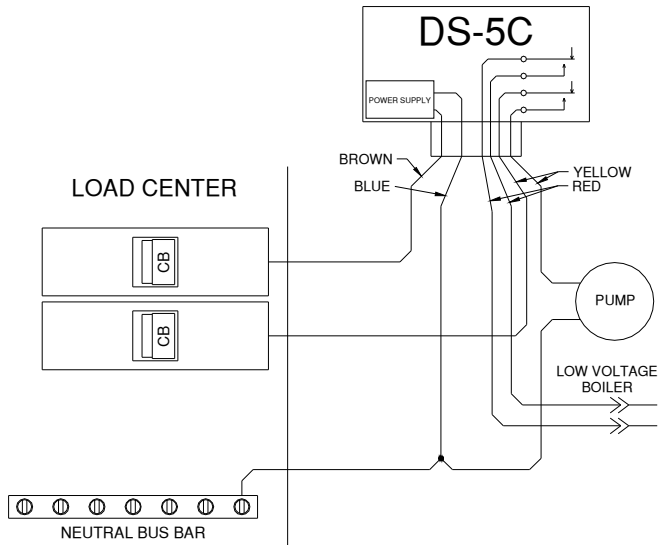 DS-5C
POWER SUPPLY
BROWN
BLUE
YELLOW
RED
LOAD CENTER
CB
CB
PUMP
LOW VOLTAGE
BOILER
NEUTRAL BUS BAR